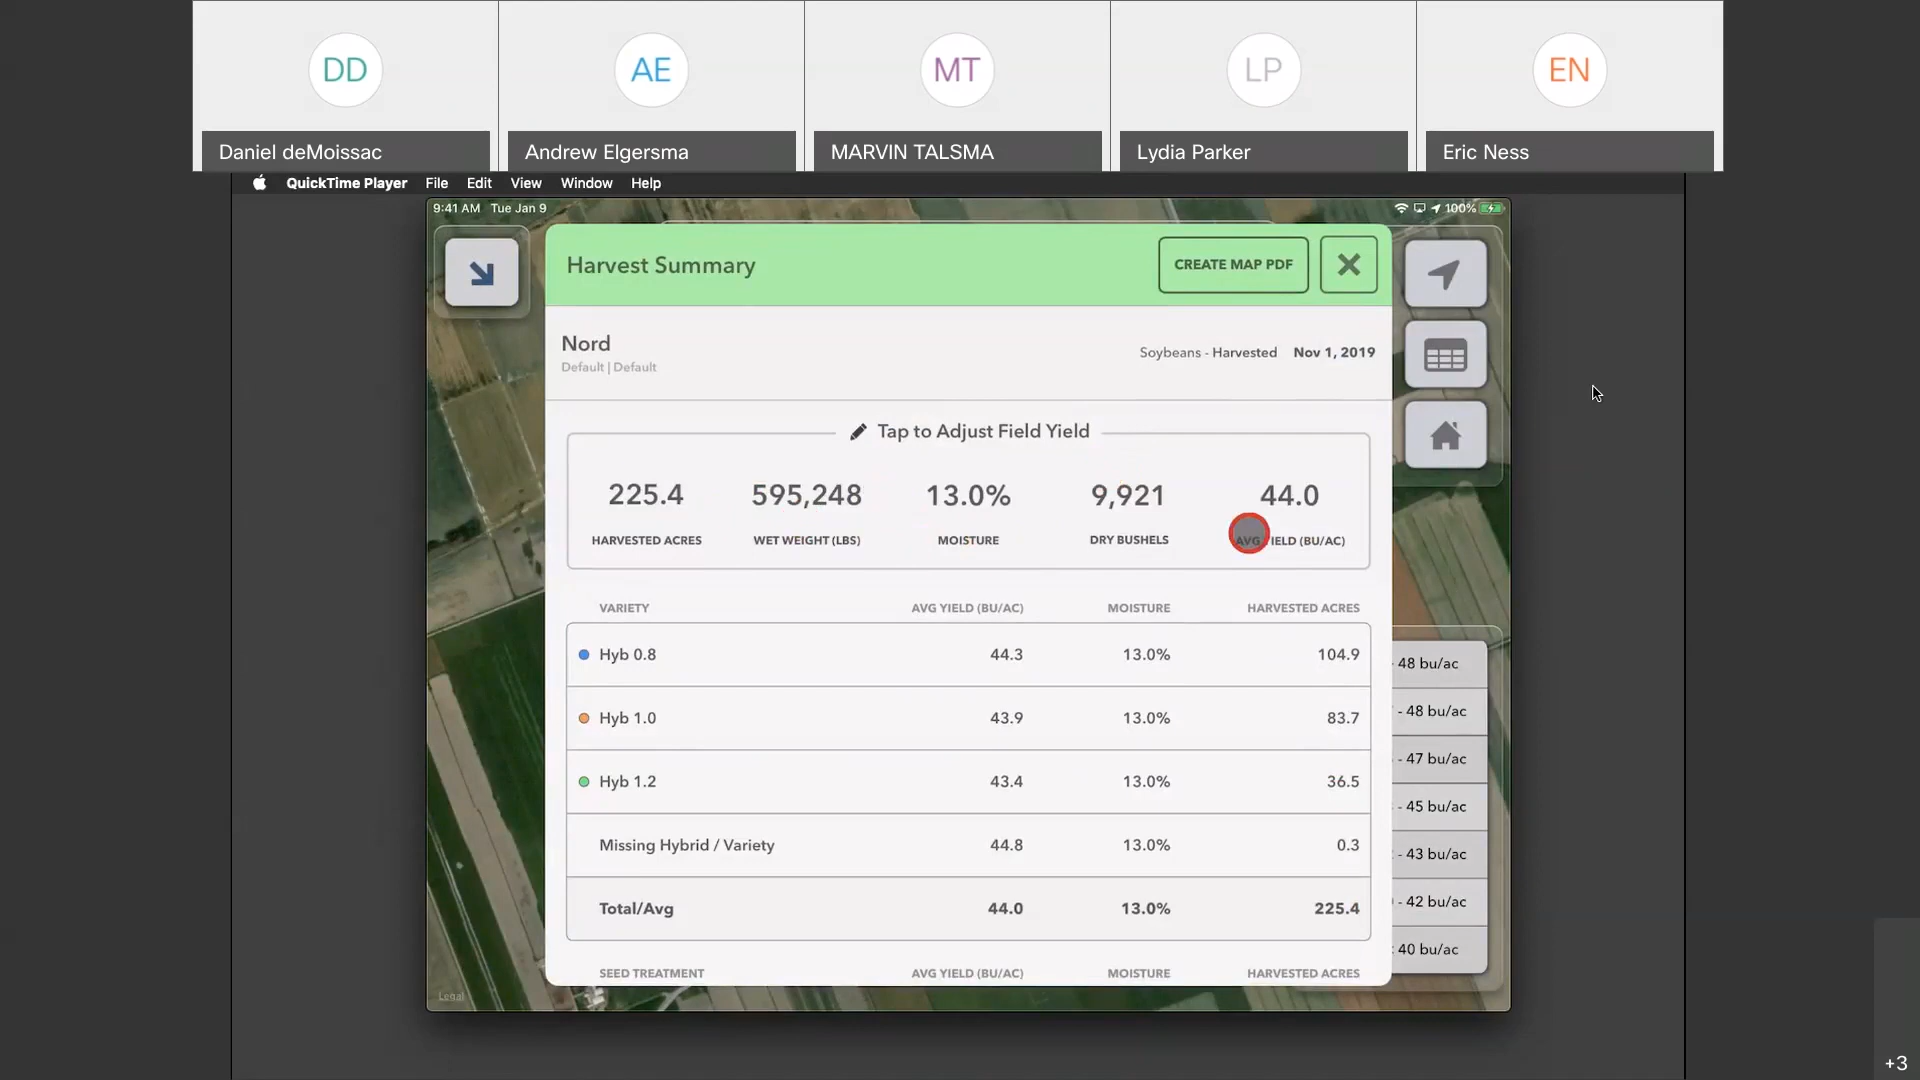 DD
AE
MT
LP
EN
Daniel deMoissac
Andrew Elgersma
MARVIN TALSMA
Lydia Parker
Eric Ness
QuickTime Player File Edit View Window Help
9:41 AM Tue Jan 9
100%
Harvest Summary
CREATE MAP PDF
Nord
Default | Default
Soybeans - Harvested Nov 1, 2019
Tap to Adjust Field Yield
225.4 595,248 13.0% 9,921 44.0
HARVESTED ACRES WET WEIGHT (LBS) MOISTURE DRY BUSHELS AVG YIELD (BU/AC)
VARIETY AVG YIELD (BU/AC) MOISTURE HARVESTED ACRES
Hyb 0.8 44.3 13.0% 104.9
Hyb 1.0 43.9 13.0% 83.7
Hyb 1.2 43.4 13.0% 36.5
Missing Hybrid / Variety 44.8 13.0% 0.3
Total/Avg 44.0 13.0% 225.4
SEED TREATMENT AVG YIELD (BU/AC) MOISTURE HARVESTED ACRES
48 bu/ac
- 48 bu/ac
- 47 bu/ac
- 45 bu/ac
- 43 bu/ac
- 42 bu/ac
40 bu/ac
Legal
+3